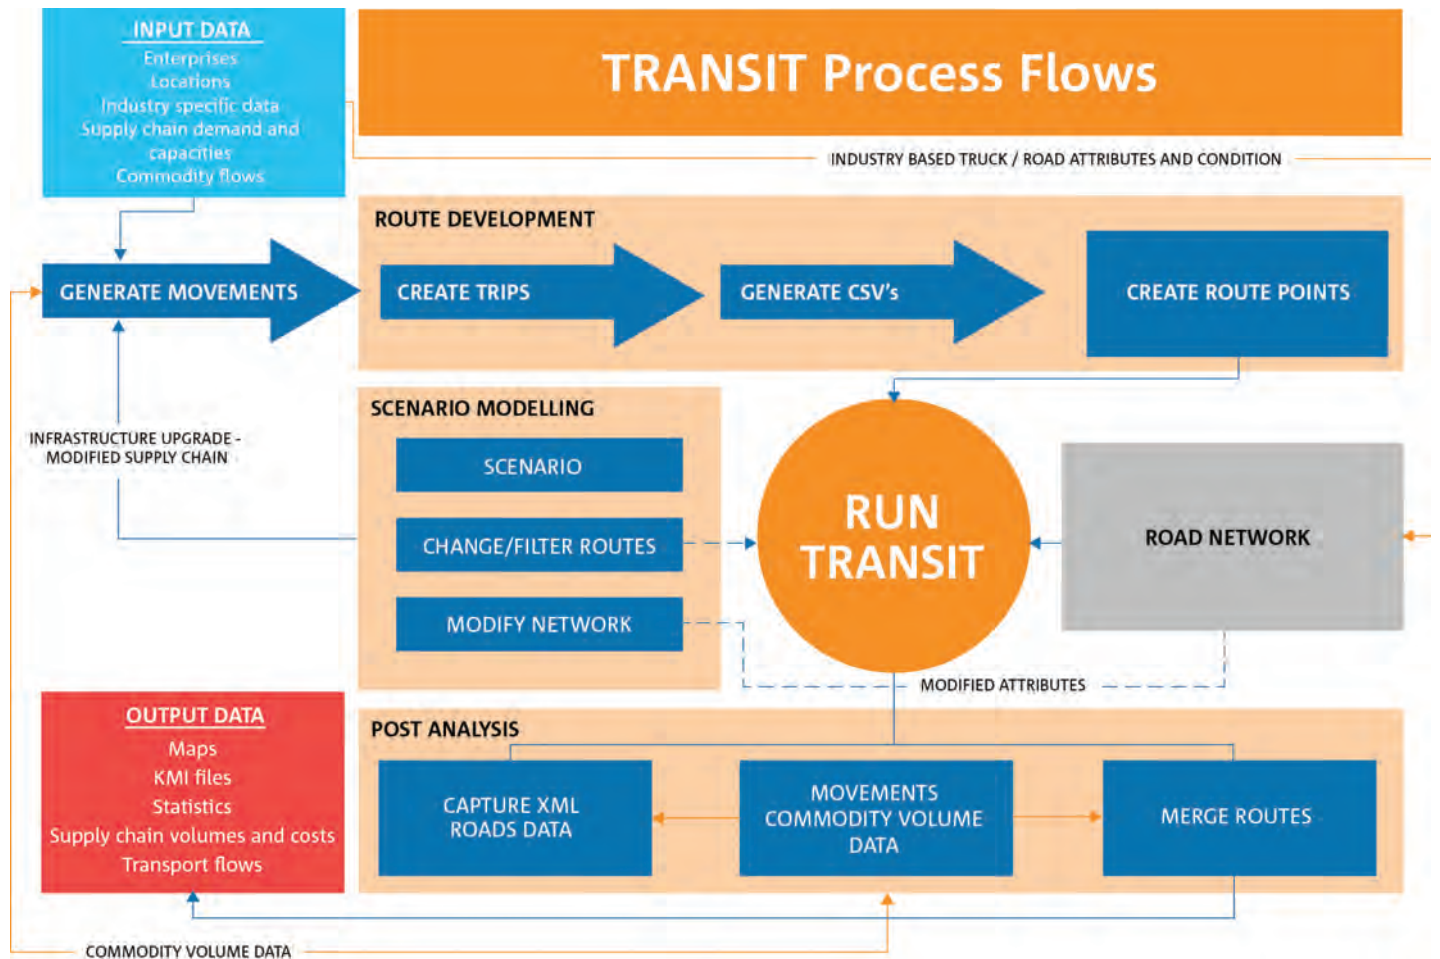 INPUT DATA
Enterprises
Locations
Industry specific data
Supply chain demand and
capacities
Commodity flows
TRANSIT Process Flows
INDUSTRY BASED TRUCK / ROAD ATTRIBUTES AND CONDITION
ROUTE DEVELOPMENT
GENERATE MOVEMENTS
CREATE TRIPS
GENERATE CSV's
CREATE ROUTE POINTS
SCENARIO MODELLING
INFRASTRUCTURE UPGRADE -
MODIFIED SUPPLY CHAIN
SCENARIO
CHANGE/FILTER ROUTES
MODIFY NETWORK
RUN
TRANSIT
ROAD NETWORK
MODIFIED ATTRIBUTES
OUTPUT DATA
Maps
KMI files
Statistics
Supply chain volumes and costs
Transport flows
POST ANALYSIS
CAPTURE XML
ROADS DATA
MOVEMENTS
COMMODITY VOLUME
DATA
MERGE ROUTES
COMMODITY VOLUME DATA